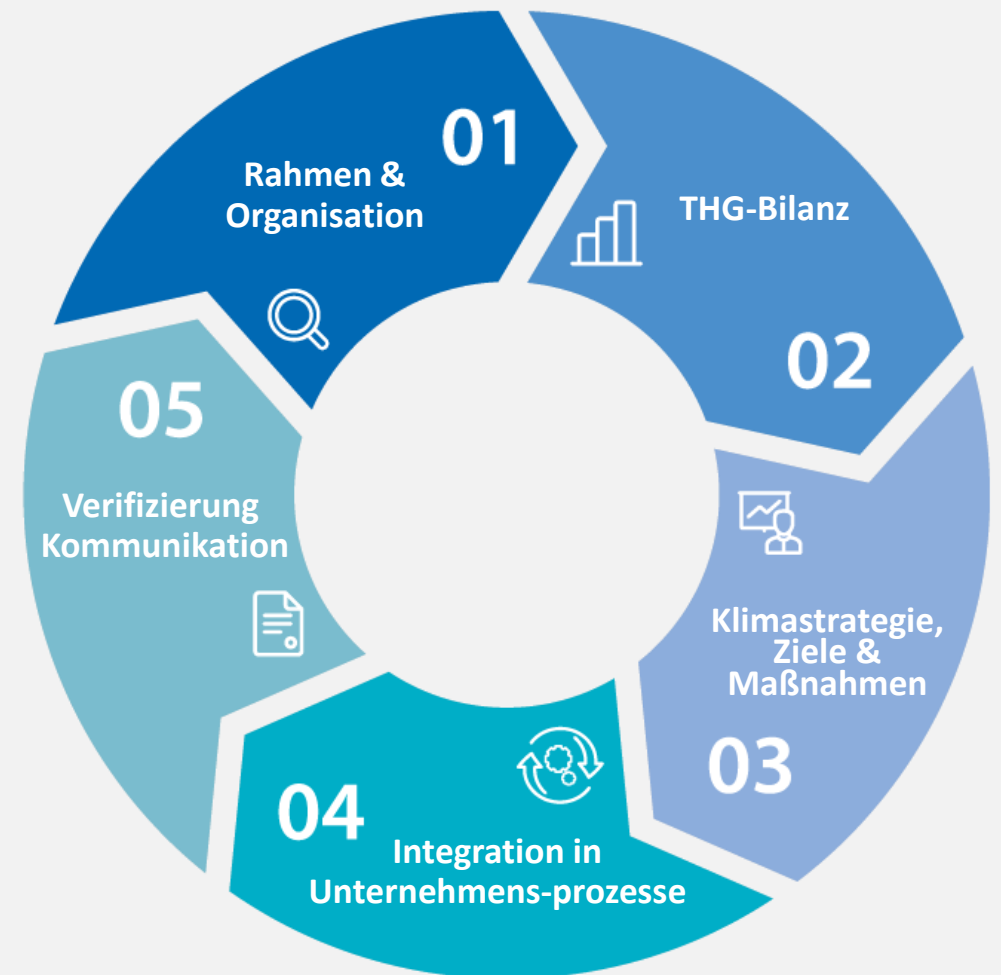 01
Rahmen &
Organisation
THG-Bilanz
02
Klimastrategie,
Ziele &
Maßnahmen
03
04
Integration in
Unternehmens-prozesse
05
Verifizierung
Kommunikation